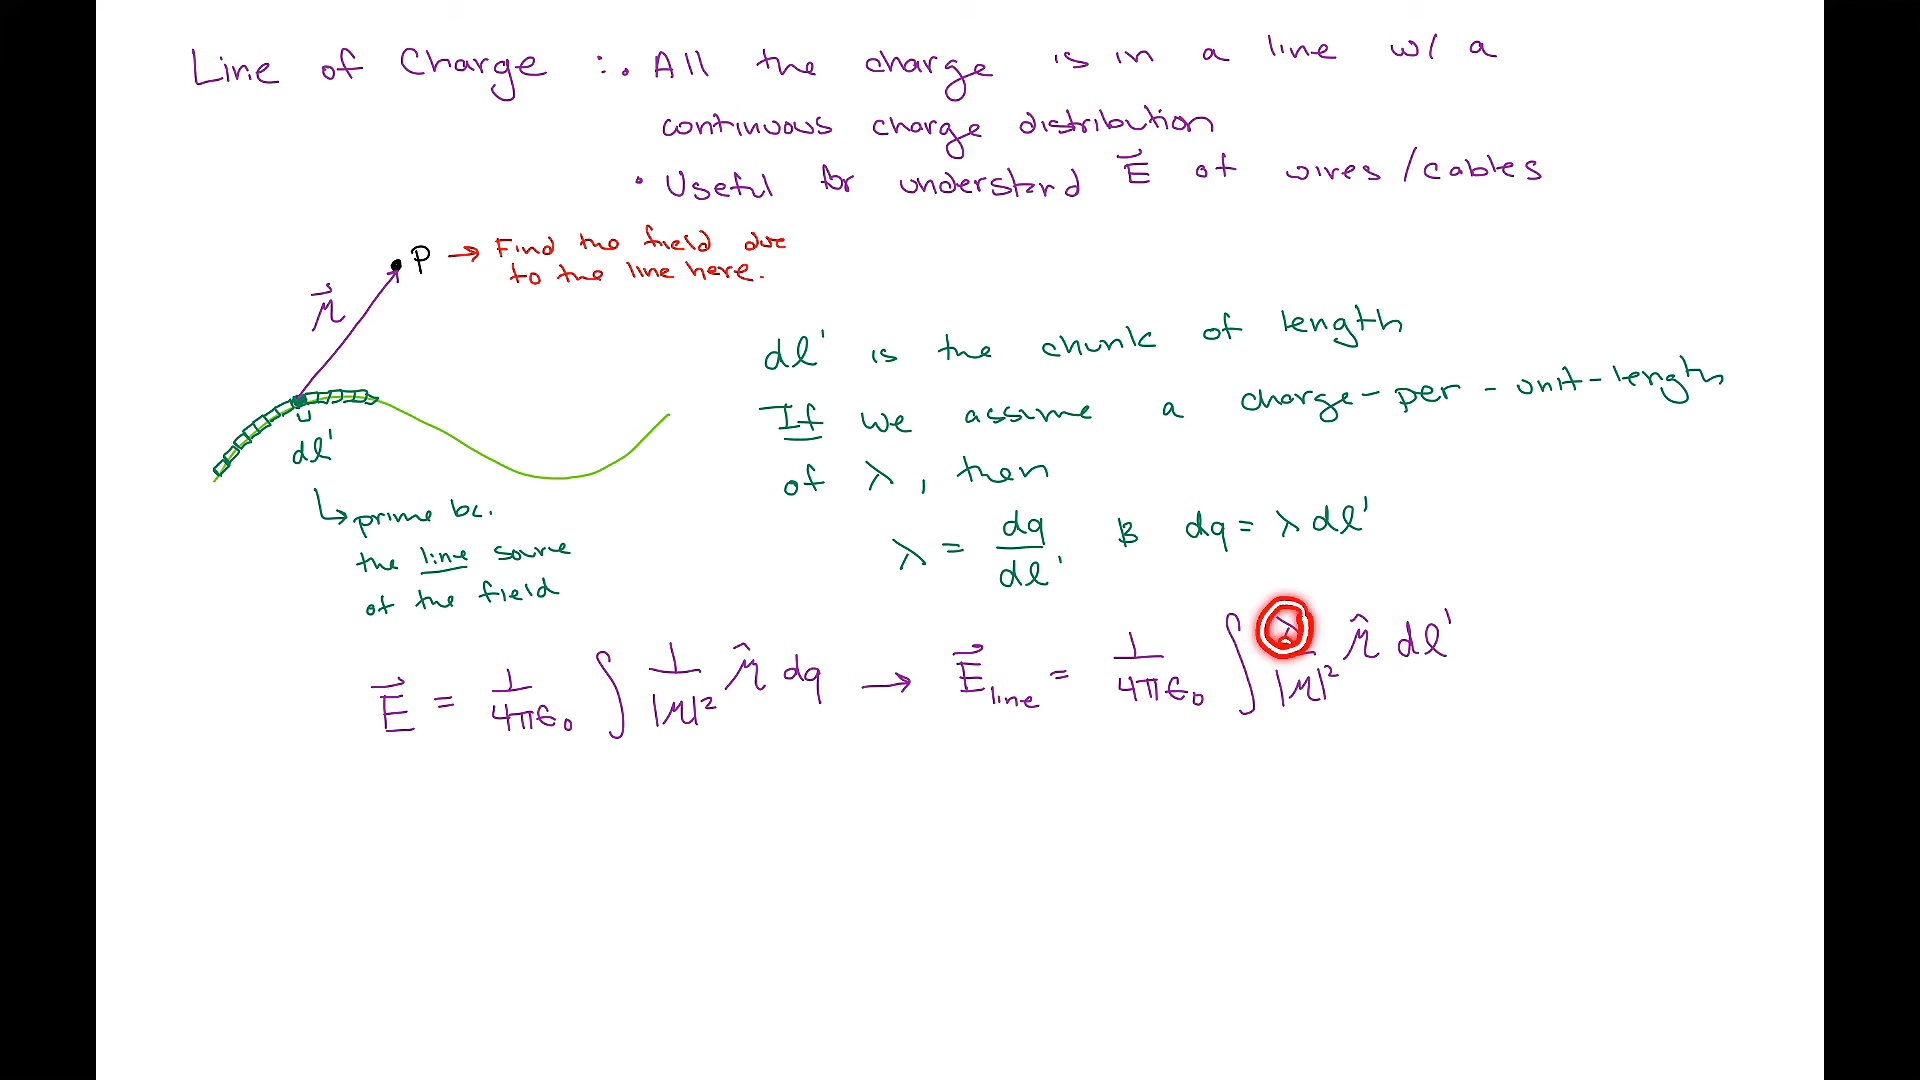 Line of Charge : • All the charge is in a line w/ a
continuous charge distribution
• Useful for understand E⃗ of wires/cables
P → Find the field due
to the line here.
𝓇⃗
dl' is the chunk of length
If we assume a charge-per-unit-length
of λ, then
dl'
↳ prime bc.
the line source
of the field
λ = dq/dl' & dq = λ dl'
E⃗ = 1/4πϵ₀ ∫ 1/|𝓇|² 𝓇̂ dq → E⃗line = 1/4πϵ₀ ∫ λ/|𝓇|² 𝓇̂ dl'